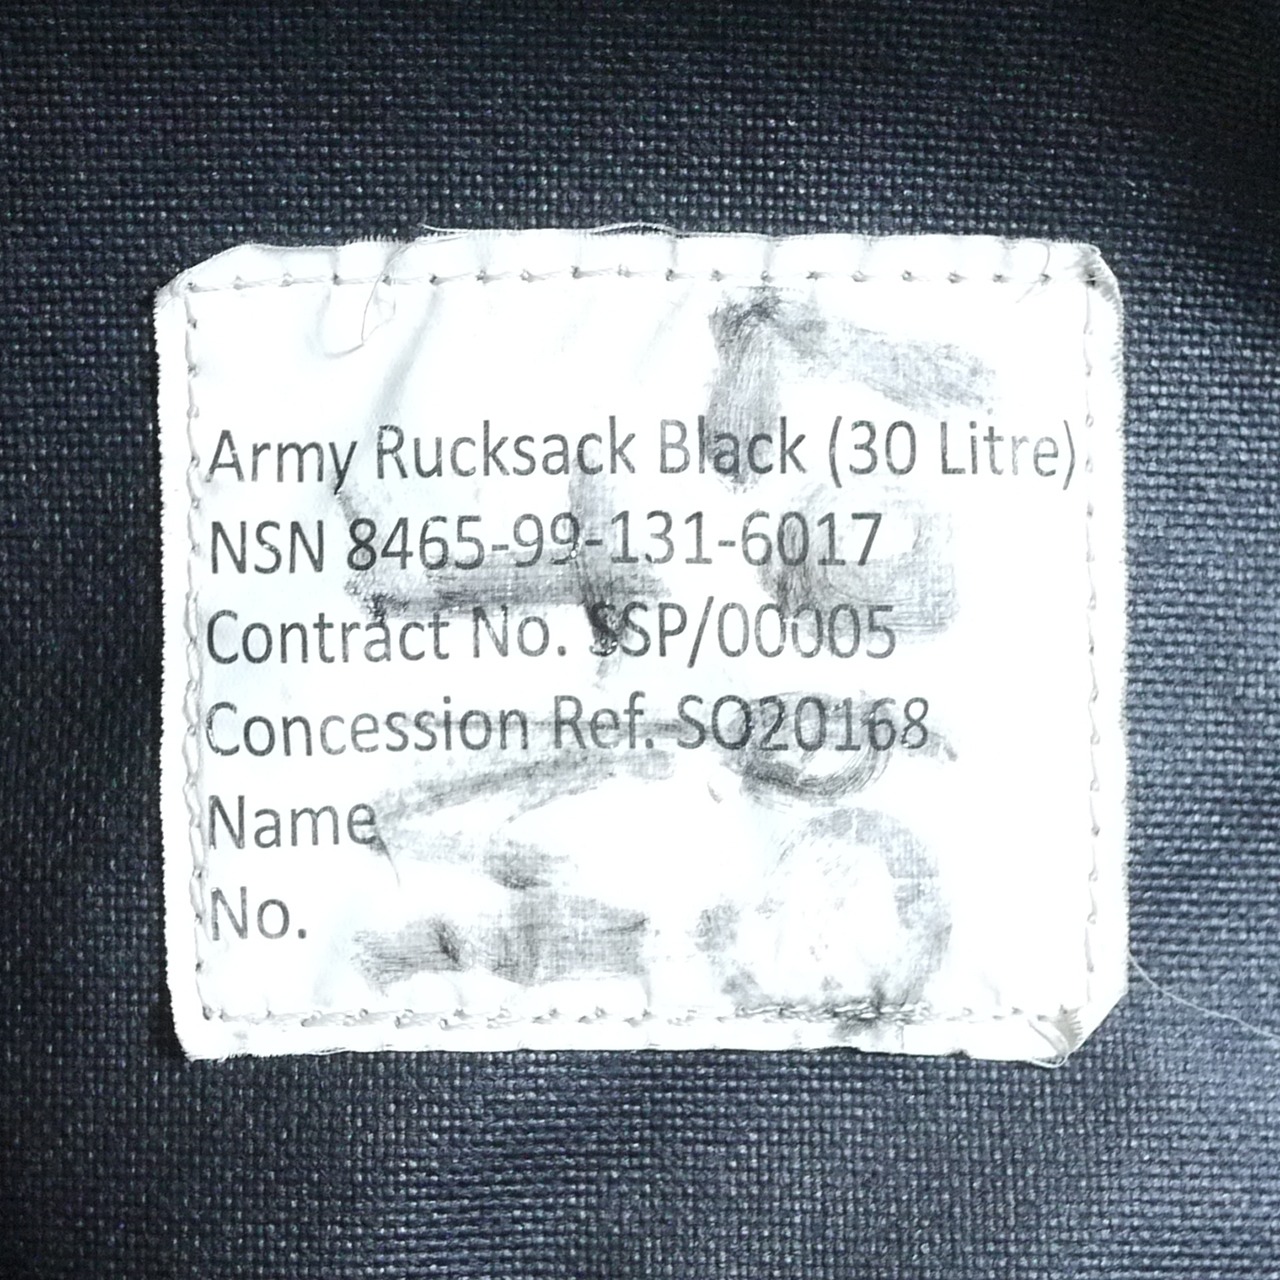 Army Rucksack Black (30 Litre)
NSN 8465-99-131-6017
Contract No. SSP/00005
Concession Ref. SO20168
Name
No.